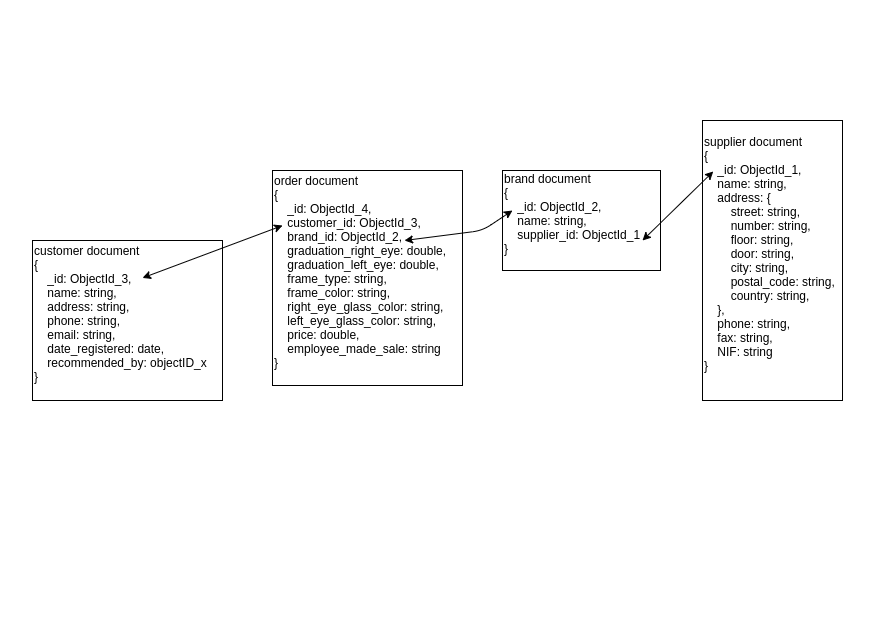 customer document
{
_id: ObjectId_3,
name: string,
address: string,
phone: string,
email: string,
date_registered: date,
recommended_by: objectID_x
}
order document
{
_id: ObjectId_4,
customer_id: ObjectId_3,
brand_id: ObjectId_2,
graduation_right_eye: double,
graduation_left_eye: double,
frame_type: string,
frame_color: string,
right_eye_glass_color: string,
left_eye_glass_color: string,
price: double,
employee_made_sale: string
}
brand document
{
_id: ObjectId_2,
name: string,
supplier_id: ObjectId_1
}
supplier document
{
_id: ObjectId_1,
name: string,
address: {
street: string,
number: string,
floor: string,
door: string,
city: string,
postal_code: string,
country: string,
},
phone: string,
fax: string,
NIF: string
}